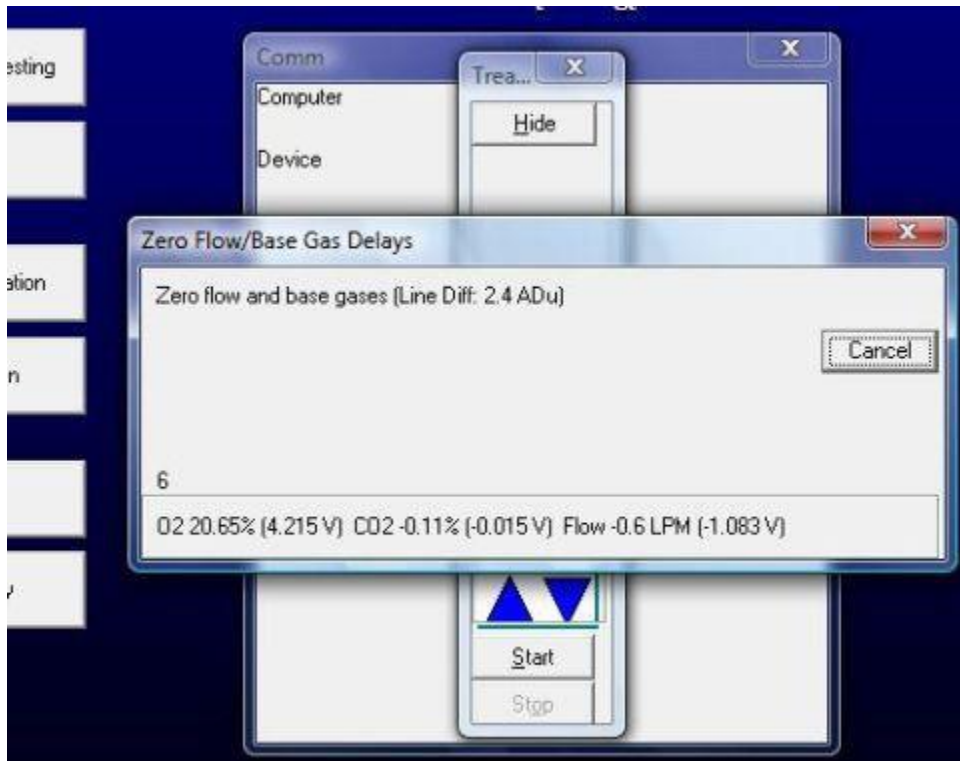 esting
Comm
Trea...
Computer
Hide
Device
Zero Flow/Base Gas Delays
ation
Zero flow and base gases (Line Diff: 2.4 ADu)
Cancel
n
6
O2 20.65% (4.215 V) CO2 -0.11% (-0.015 V) Flow -0.6 LPM (-1.083 V)
Start
Stop